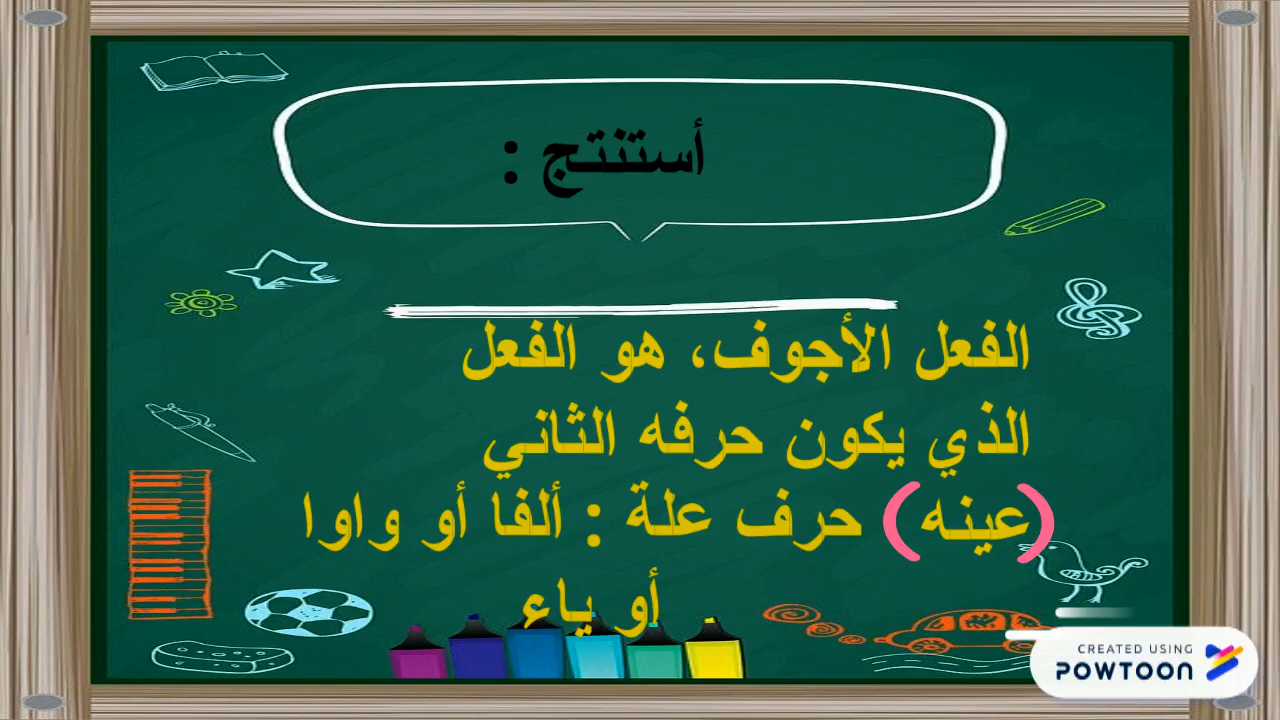 أستنتج :
الفعل الأجوف، هو الفعل
الذي يكون حرفه الثاني
(عينه) حرف علة : ألفا أو واوا
أو ياء
CREATED USING
POWTOON